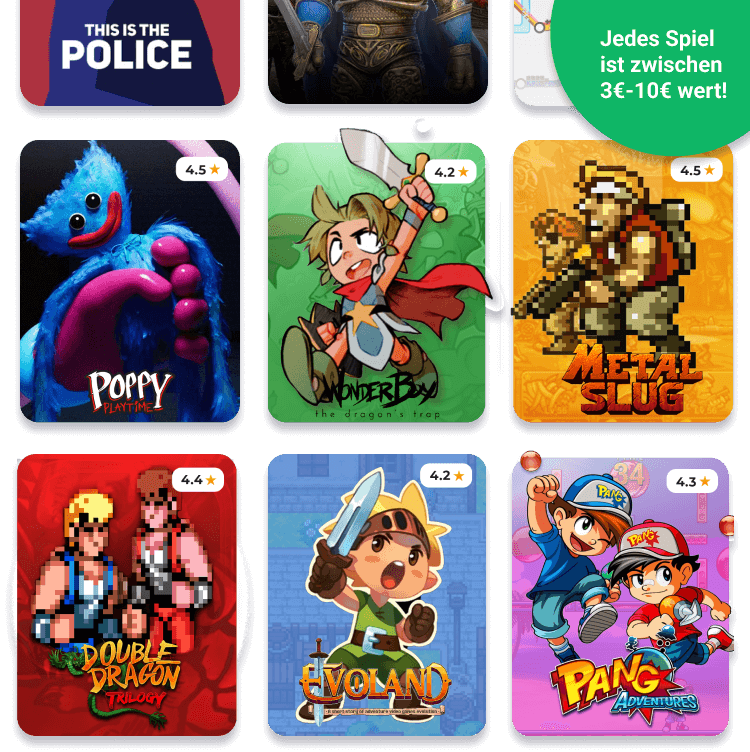 THIS IS THE
POLICE
Jedes Spiel
ist zwischen
3€-10€ wert!
4.5 ★
POPPY
PLAYTIME
4.2 ★
WONDER BOY
the dragon's trap
4.5 ★
METAL
SLUG
4.4 ★
DOUBLE
DRAGON
TRILOGY
4.2 ★
EVOLAND
A short story of adventure video games evolution
4.3 ★
34
PANG
PANG
PANG
ADVENTURES